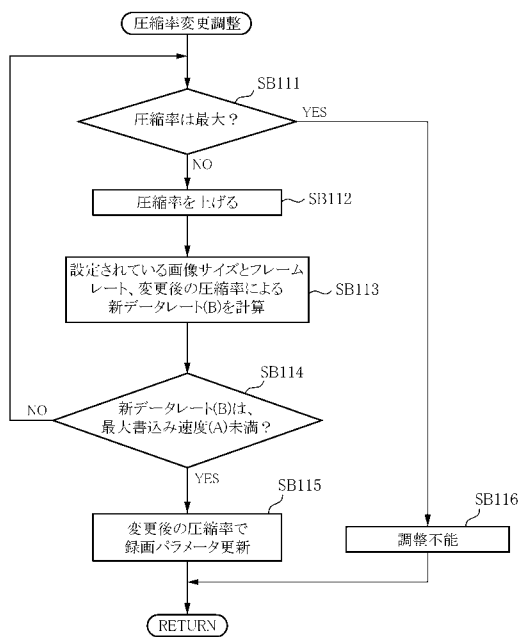 圧縮率変更調整
SB111
圧縮率は最大？
YES
NO
圧縮率を上げる
SB112
設定されている画像サイズとフレーム
レート、変更後の圧縮率による
新データレート(B)を計算
SB113
SB114
NO
新データレート(B)は、
最大書込み速度(A)未満？
YES
SB115
変更後の圧縮率で
録画パラメータ更新
SB116
調整不能
RETURN